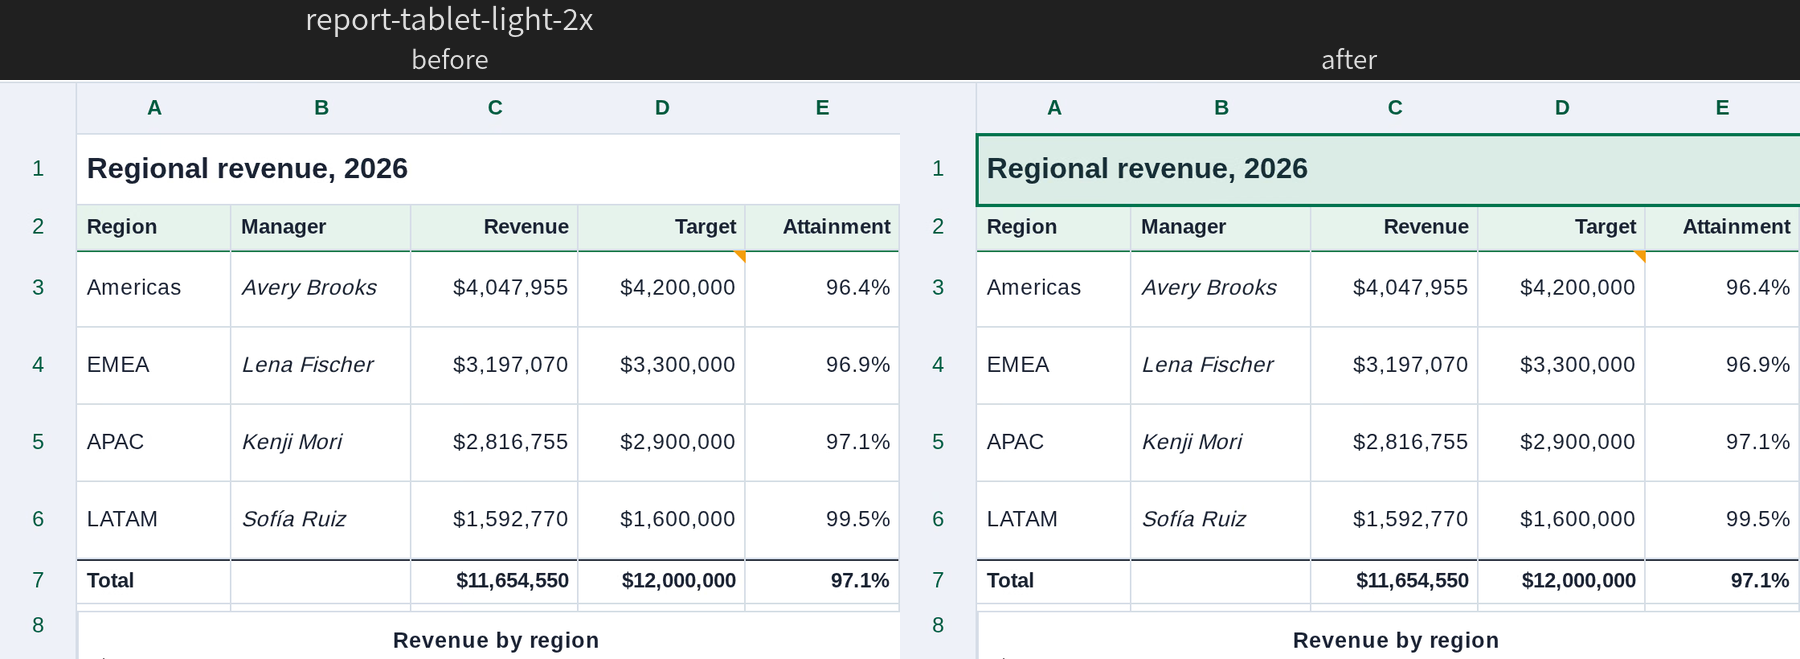 report-tablet-light-2x
before
after
A B C D E
1 Regional revenue, 2026
2 Region Manager Revenue Target Attainment
3 Americas Avery Brooks $4,047,955 $4,200,000 96.4%
4 EMEA Lena Fischer $3,197,070 $3,300,000 96.9%
5 APAC Kenji Mori $2,816,755 $2,900,000 97.1%
6 LATAM Sofía Ruiz $1,592,770 $1,600,000 99.5%
7 Total $11,654,550 $12,000,000 97.1%
8 Revenue by region
A B C D E
1 Regional revenue, 2026
2 Region Manager Revenue Target Attainment
3 Americas Avery Brooks $4,047,955 $4,200,000 96.4%
4 EMEA Lena Fischer $3,197,070 $3,300,000 96.9%
5 APAC Kenji Mori $2,816,755 $2,900,000 97.1%
6 LATAM Sofía Ruiz $1,592,770 $1,600,000 99.5%
7 Total $11,654,550 $12,000,000 97.1%
8 Revenue by region